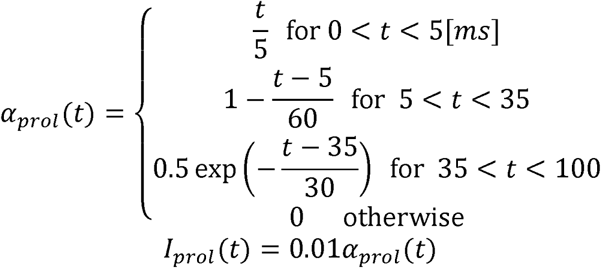 α_prol(t) = { t/5 for 0 < t < 5[ms]
1 − (t − 5)/60 for 5 < t < 35
0.5 exp(−(t − 35)/30) for 35 < t < 100
0 otherwise
I_prol(t) = 0.01α_prol(t)